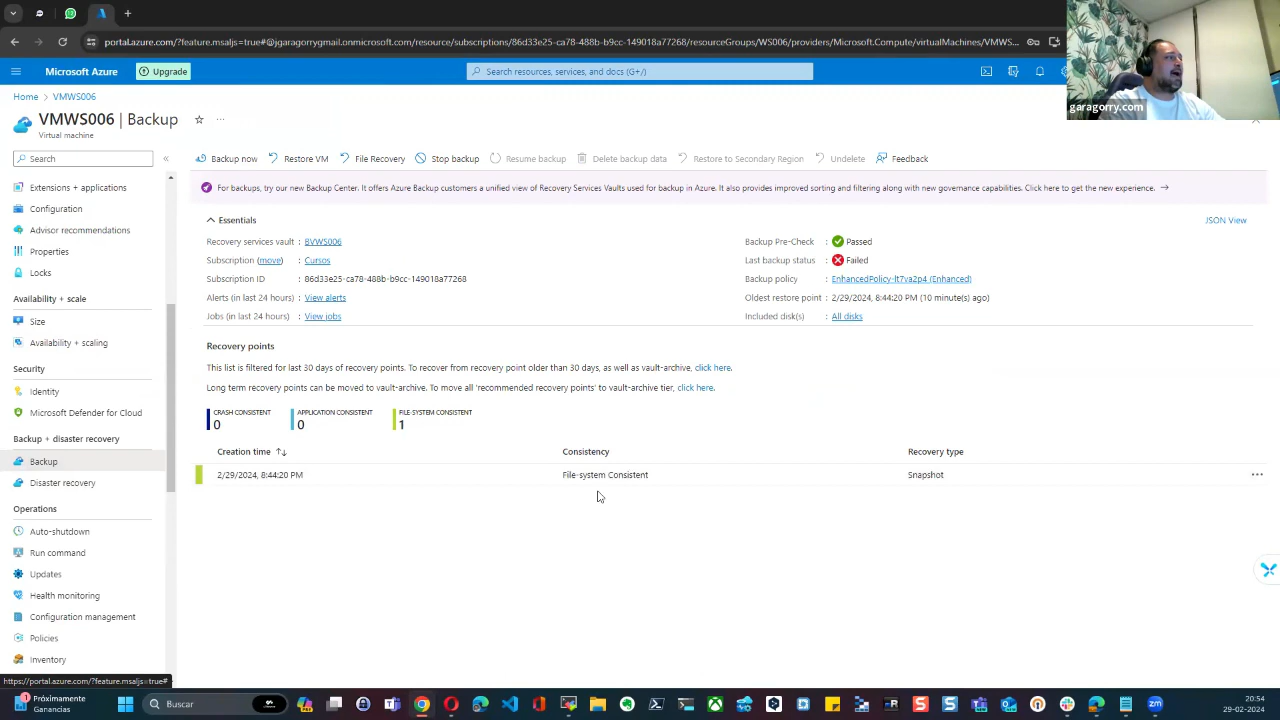 portal.azure.com/?feature.msaljs=true#@jgaragorrygmail.onmicrosoft.com/resource/subscriptions/86d33e25-ca78-488b-b9cc-149018a77268/resourceGroups/WS006/providers/Microsoft.Compute/virtualMachines/VMWS...
garagorry.com
Microsoft Azure
Upgrade
Search resources, services, and docs (G+/)
Home > VMWS006
VMWS006 | Backup
Virtual machine
Search
Backup now
Restore VM
File Recovery
Stop backup
Resume backup
Delete backup data
Restore to Secondary Region
Undelete
Feedback
Extensions + applications
Configuration
Advisor recommendations
Properties
Locks
Availability + scale
Size
Availability + scaling
Security
Identity
Microsoft Defender for Cloud
Backup + disaster recovery
Backup
Disaster recovery
Operations
Auto-shutdown
Run command
Updates
Health monitoring
Configuration management
Policies
Inventory
For backups, try our new Backup Center. It offers Azure Backup customers a unified view of Recovery Services Vaults used for backup in Azure. It also provides improved sorting and filtering along with new governance capabilities. Click here to get the new experience. →
Essentials
JSON View
Recovery services vault : BVWS006
Subscription (move) : Cursos
Subscription ID : 86d33e25-ca78-488b-b9cc-149018a77268
Alerts (in last 24 hours) : View alerts
Jobs (in last 24 hours) : View jobs
Backup Pre-Check : Passed
Last backup status : Failed
Backup policy : EnhancedPolicy-lt7va2p4 (Enhanced)
Oldest restore point : 2/29/2024, 8:44:20 PM (10 minute(s) ago)
Included disk(s) : All disks
Recovery points
This list is filtered for last 30 days of recovery points. To recover from recovery point older than 30 days, as well as vault-archive, click here.
Long term recovery points can be moved to vault-archive. To move all 'recommended recovery points' to vault-archive tier, click here.
CRASH CONSISTENT
0
APPLICATION CONSISTENT
0
FILE-SYSTEM CONSISTENT
1
Creation time
Consistency
Recovery type
2/29/2024, 8:44:20 PM
File-system Consistent
Snapshot
https://portal.azure.com/?feature.msaljs=true#
1
Próximamente
Ganancias
Buscar
20:54
29-02-2024